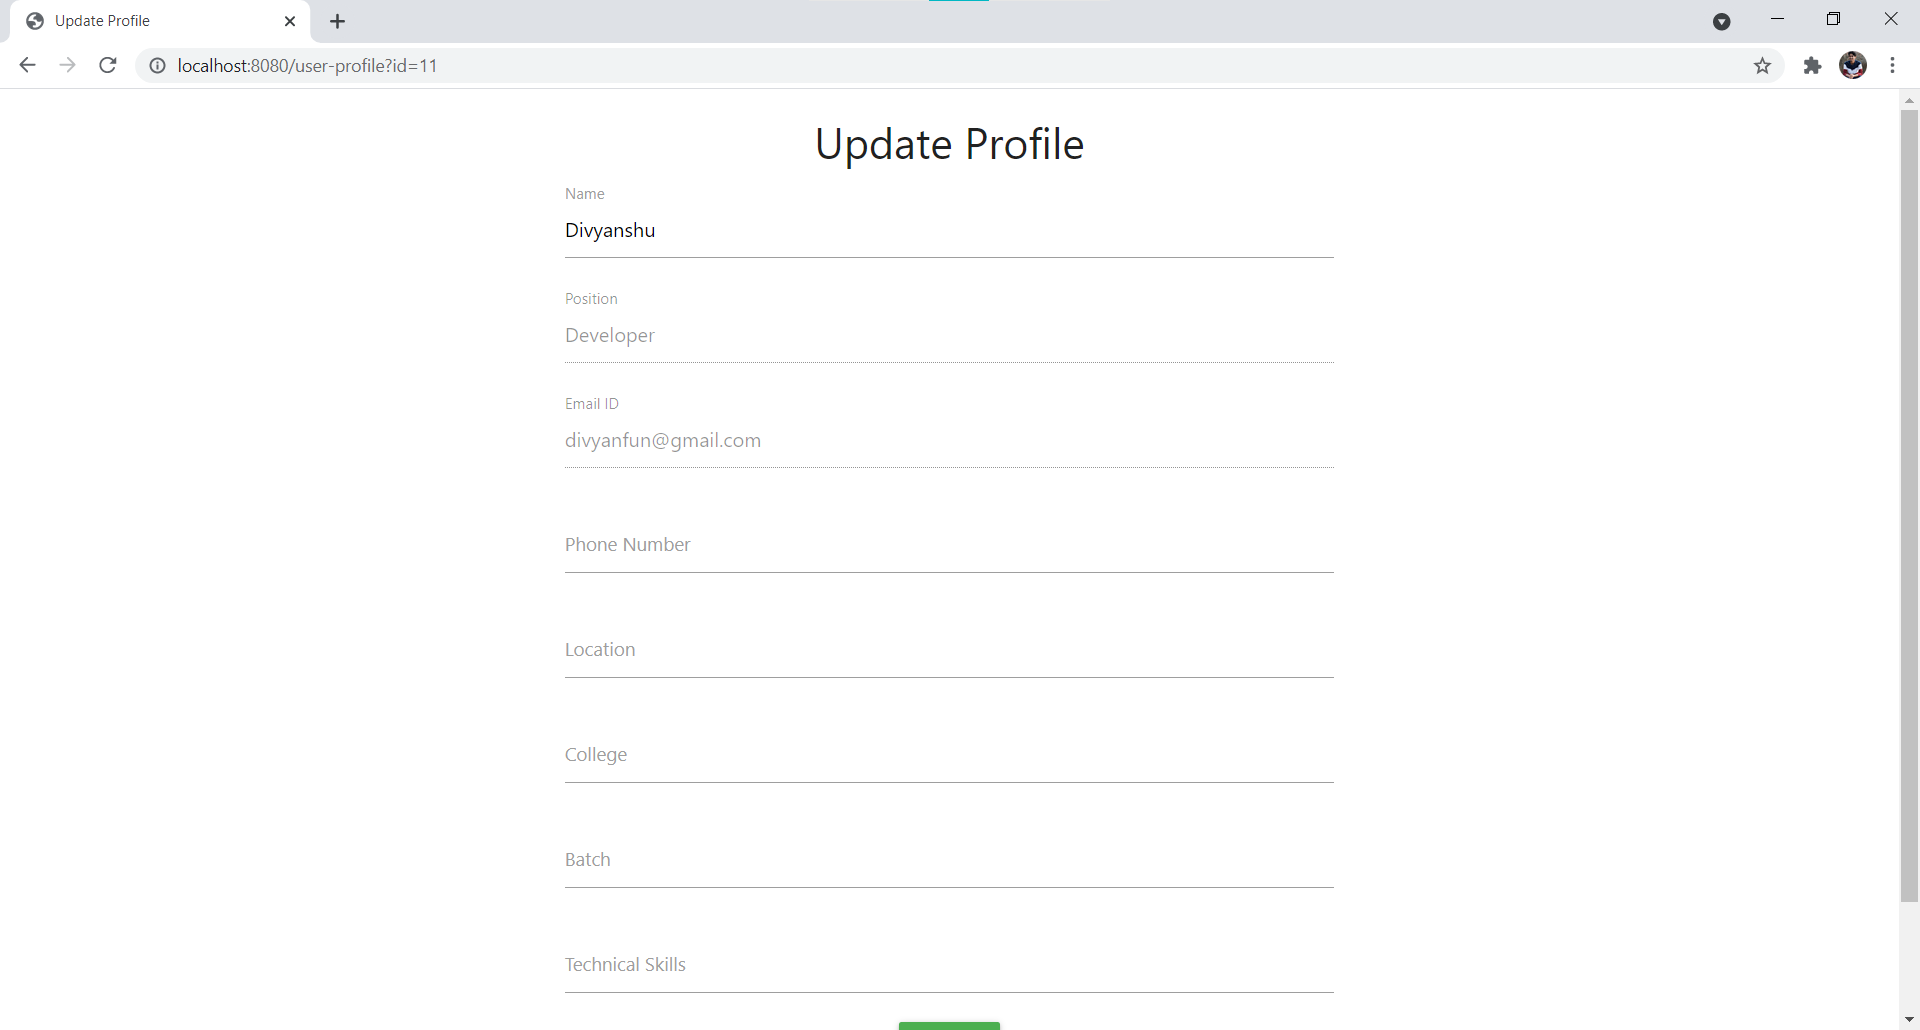 Update Profile
localhost:8080/user-profile?id=11
Update Profile
Name
Divyanshu
Position
Developer
Email ID
divyanfun@gmail.com
Phone Number
Location
College
Batch
Technical Skills